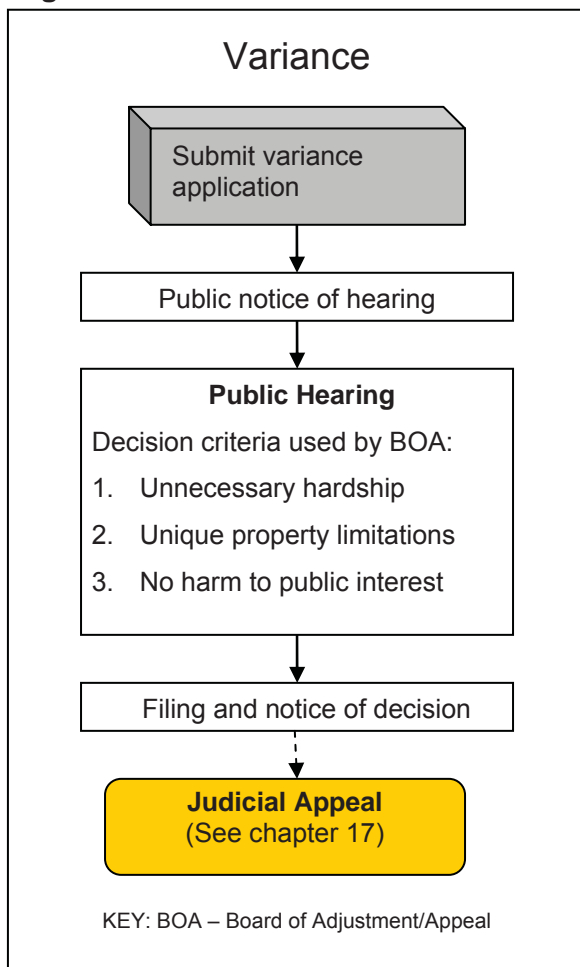 Variance
Submit variance
application
Public notice of hearing
Public Hearing
Decision criteria used by BOA:
1. Unnecessary hardship
2. Unique property limitations
3. No harm to public interest
Filing and notice of decision
Judicial Appeal
(See chapter 17)
KEY: BOA – Board of Adjustment/Appeal